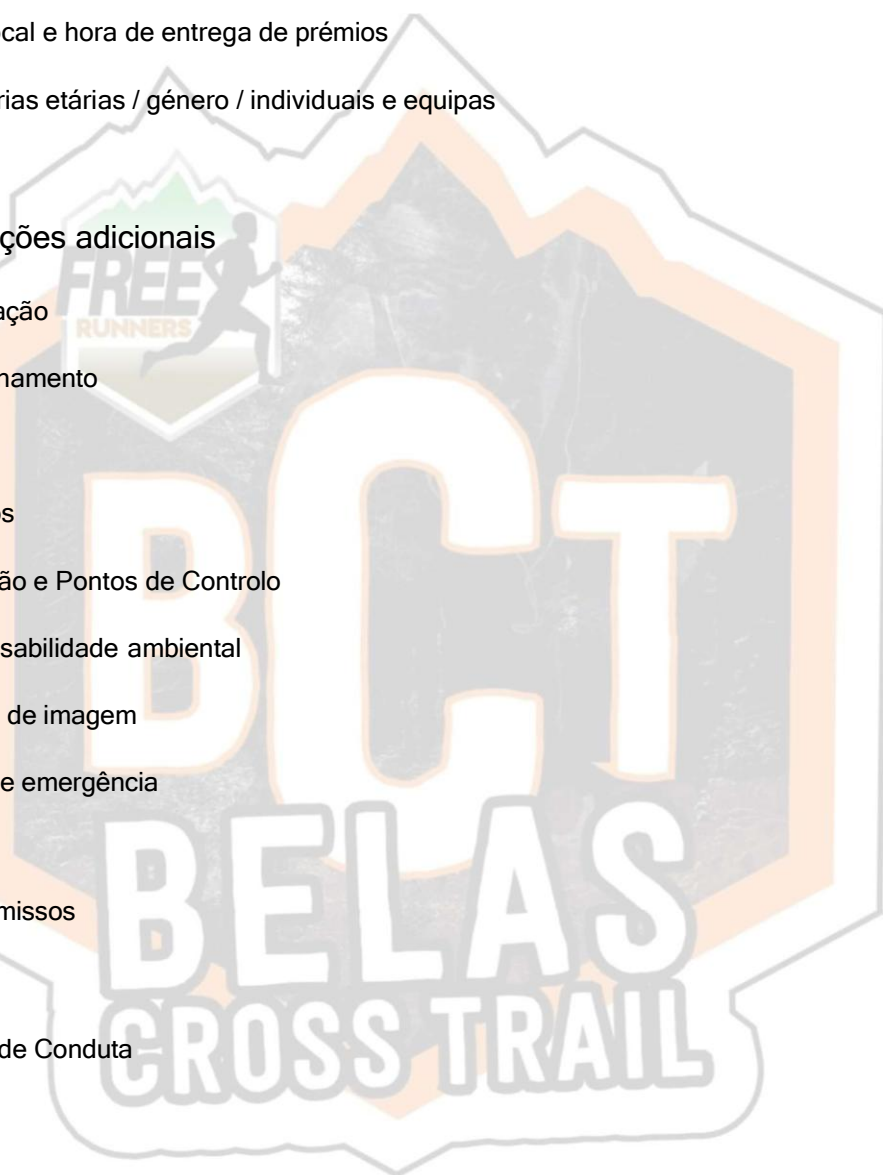 cal e hora de entrega de prémios
rias etárias / género / individuais e equipas
ções adicionais
FREE
RUNNERS
ação
namento
s
ão e Pontos de Controlo
sabilidade ambiental
de imagem
e emergência
missos
de Conduta
BCT
BELAS
CROSS TRAIL